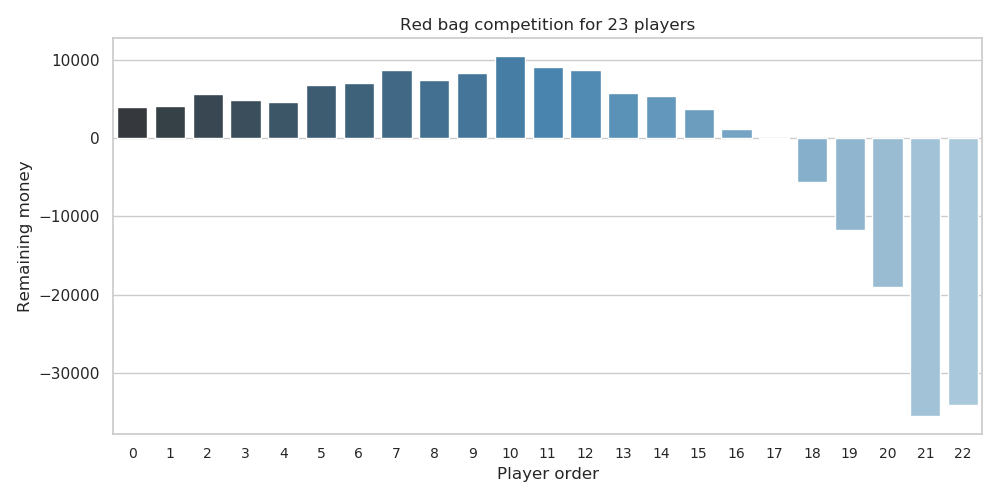 Red bag competition for 23 players
10000
0
−10000
−20000
−30000
Remaining money
0 1 2 3 4 5 6 7 8 9 10 11 12 13 14 15 16 17 18 19 20 21 22
Player order